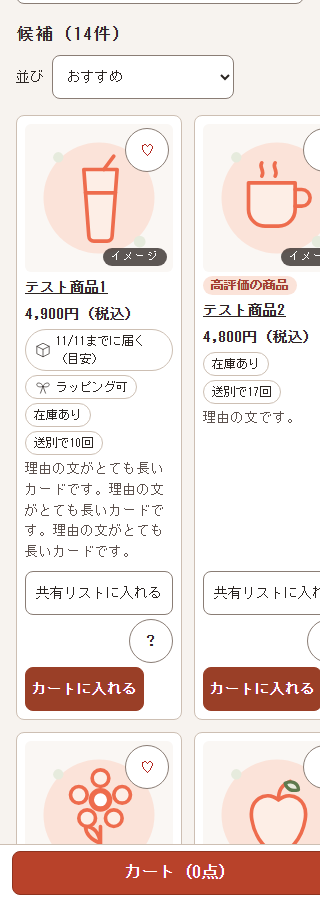 候補（14件）
並び おすすめ
♡
イメージ
テスト商品1
4,900円（税込）
11/11までに届く
（目安）
ラッピング可
在庫あり
送別で10回
理由の文がとても長い
カードです。理由の文
がとても長いカードで
す。理由の文がとても
長いカードです。
共有リストに入れる
?
カートに入れる
イメー
高評価の商品
テスト商品2
4,800円（税込）
在庫あり
送別で17回
理由の文です。
共有リストに入れ
カートに入れる
♡
カート（0点）